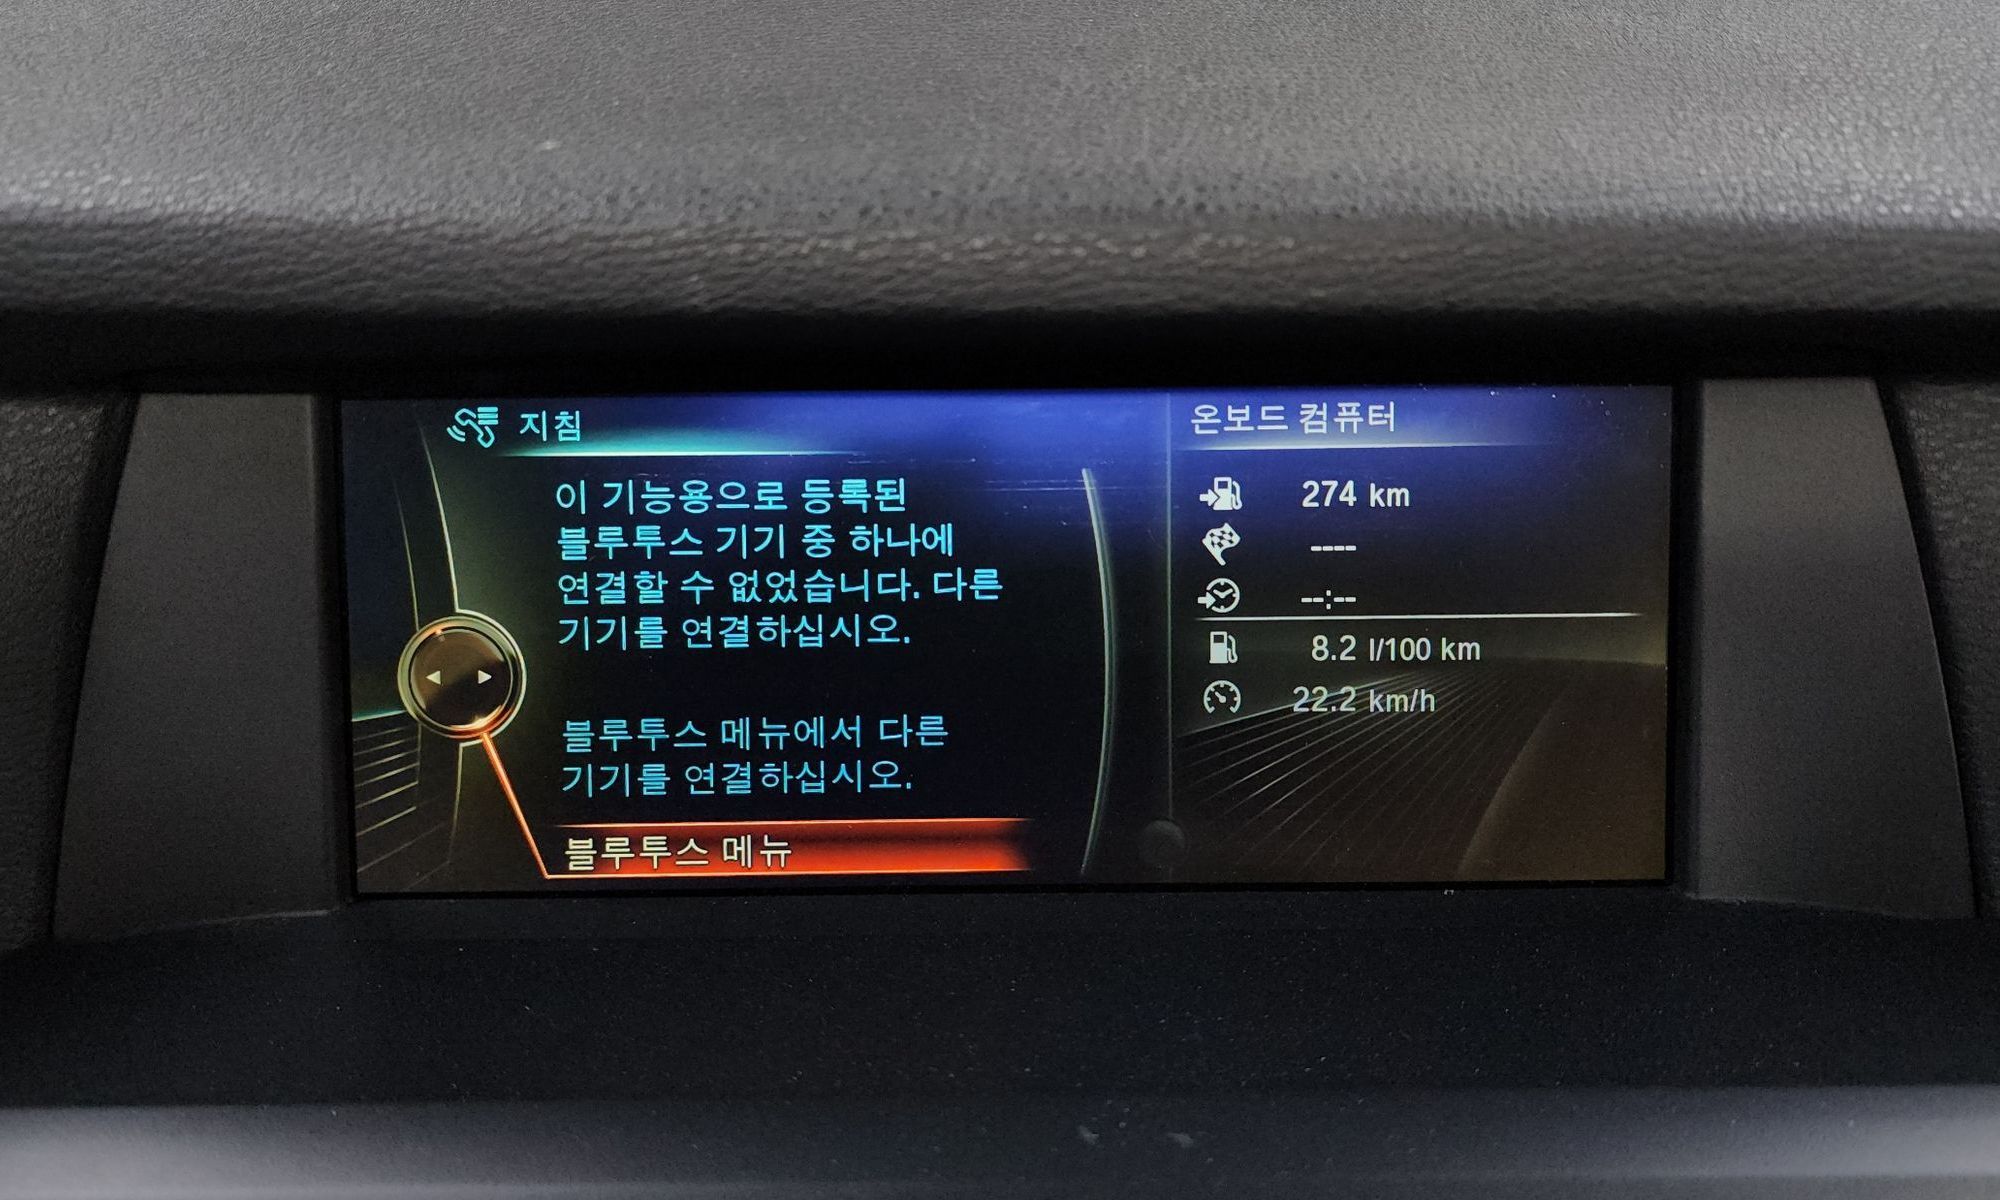 지침
이 기능용으로 등록된
블루투스 기기 중 하나에
연결할 수 없었습니다. 다른
기기를 연결하십시오.
블루투스 메뉴에서 다른
기기를 연결하십시오.
블루투스 메뉴
온보드 컴퓨터
274 km
----
--:--
8.2 l/100 km
22.2 km/h